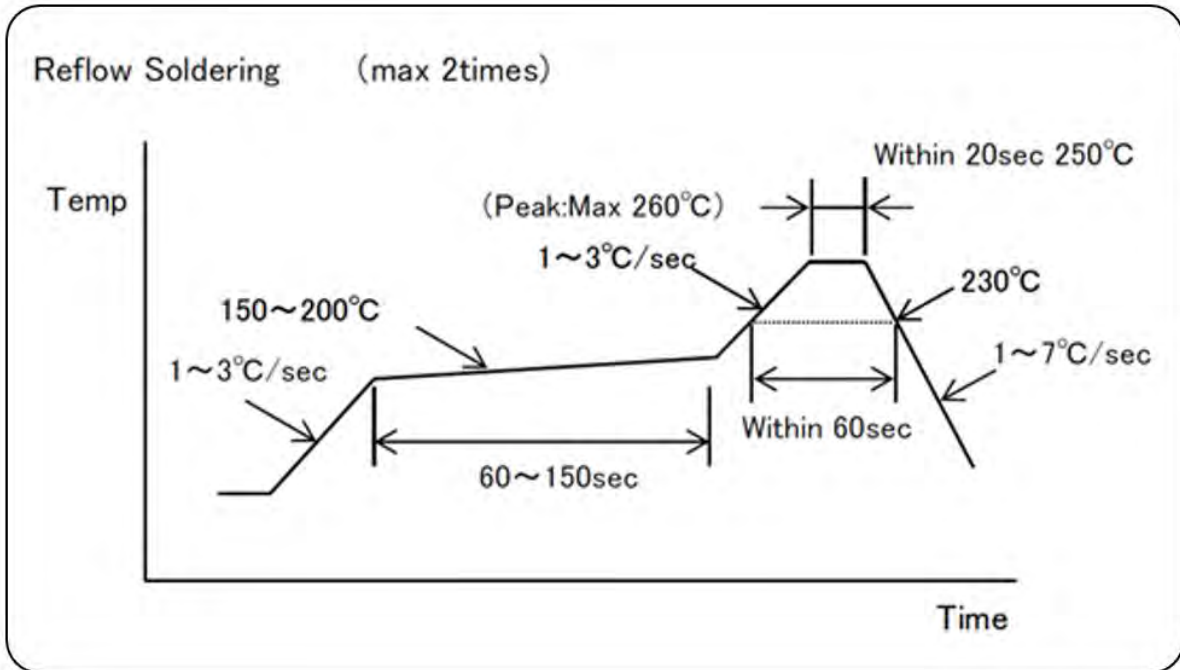 Reflow Soldering (max 2times)
Within 20sec 250℃
Temp
(Peak:Max 260℃)
1～3℃/sec
230℃
150～200℃
1～3℃/sec
1～7℃/sec
Within 60sec
60～150sec
Time